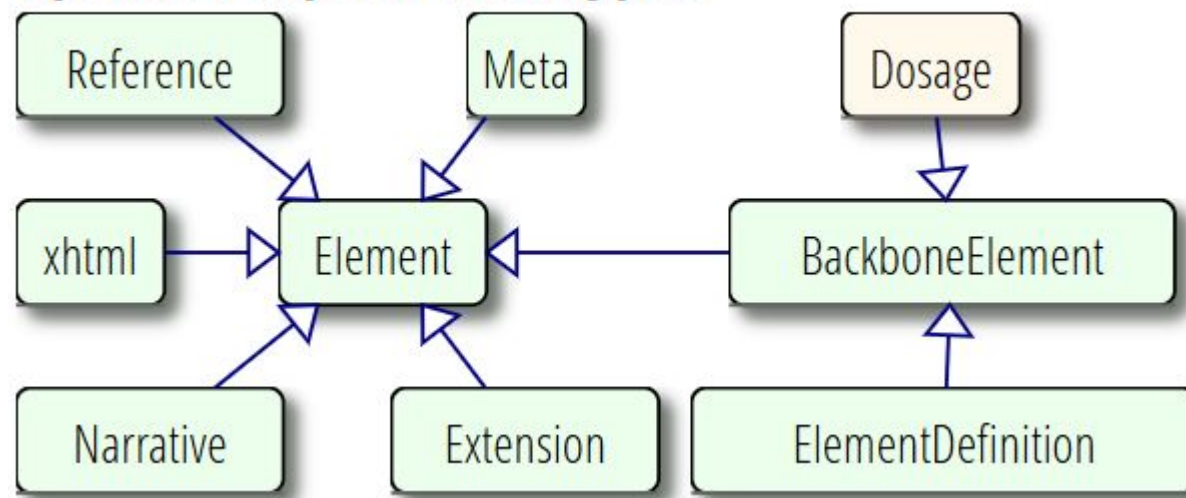 Reference
Meta
Dosage
xhtml
Element
BackboneElement
Narrative
Extension
ElementDefinition